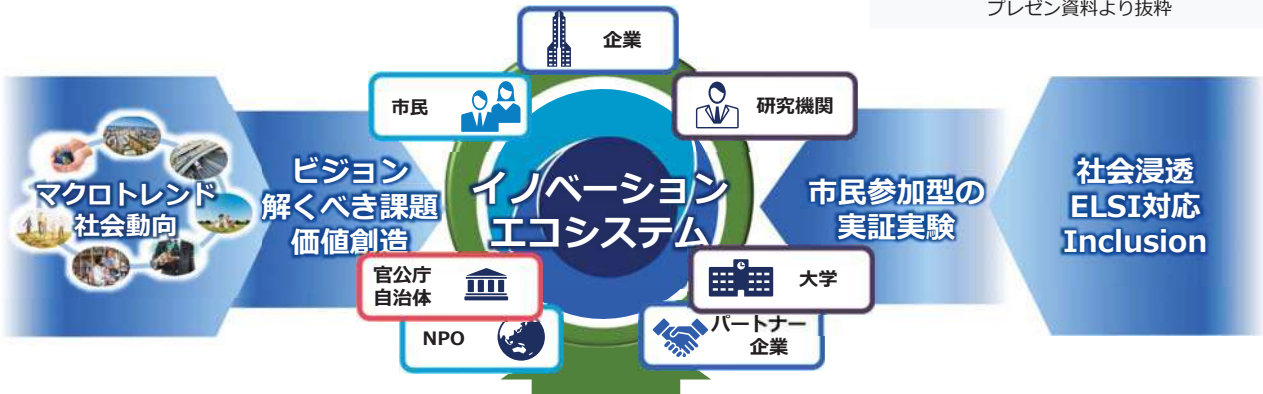 プレゼン資料より抜粋
企業
市民
研究機関
マクロトレンド
社会動向
ビジョン
解くべき課題
価値創造
イノベーション
エコシステム
市民参加型の
実証実験
社会浸透
ELSI対応
Inclusion
官公庁
自治体
大学
NPO
パートナー
企業